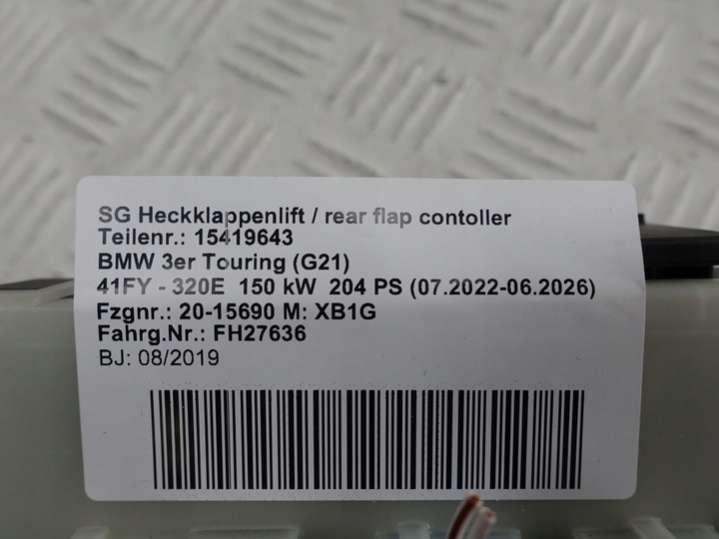 SG Heckklappenlift / rear flap contoller
Teilenr.: 15419643
BMW 3er Touring (G21)
41FY - 320E 150 kW 204 PS (07.2022-06.2026)
Fzgnr.: 20-15690 M: XB1G
Fahrg.Nr.: FH27636
BJ: 08/2019